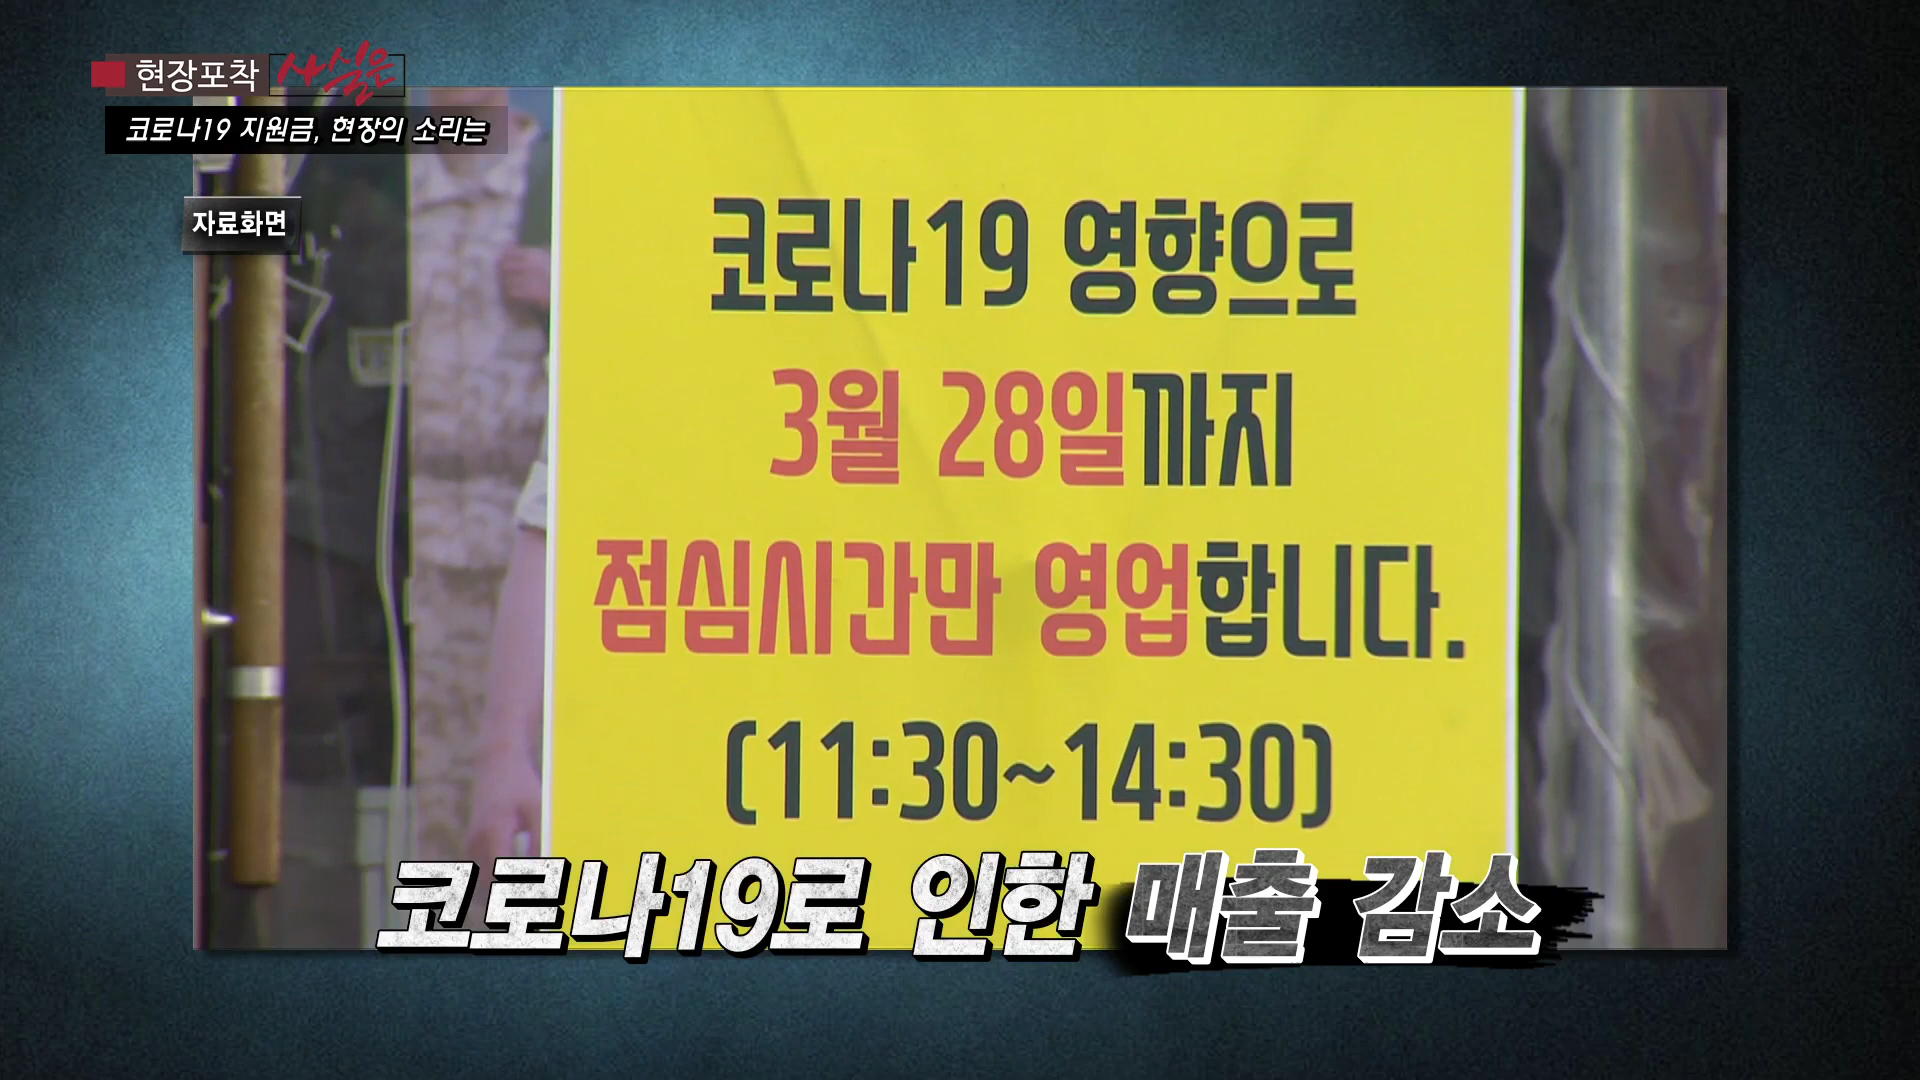 현장포착 사실은
코로나19 지원금, 현장의 소리는
자료화면
코로나19 영향으로
3월 28일까지
점심시간만 영업합니다.
(11:30~14:30)
코로나19로 인한 매출 감소